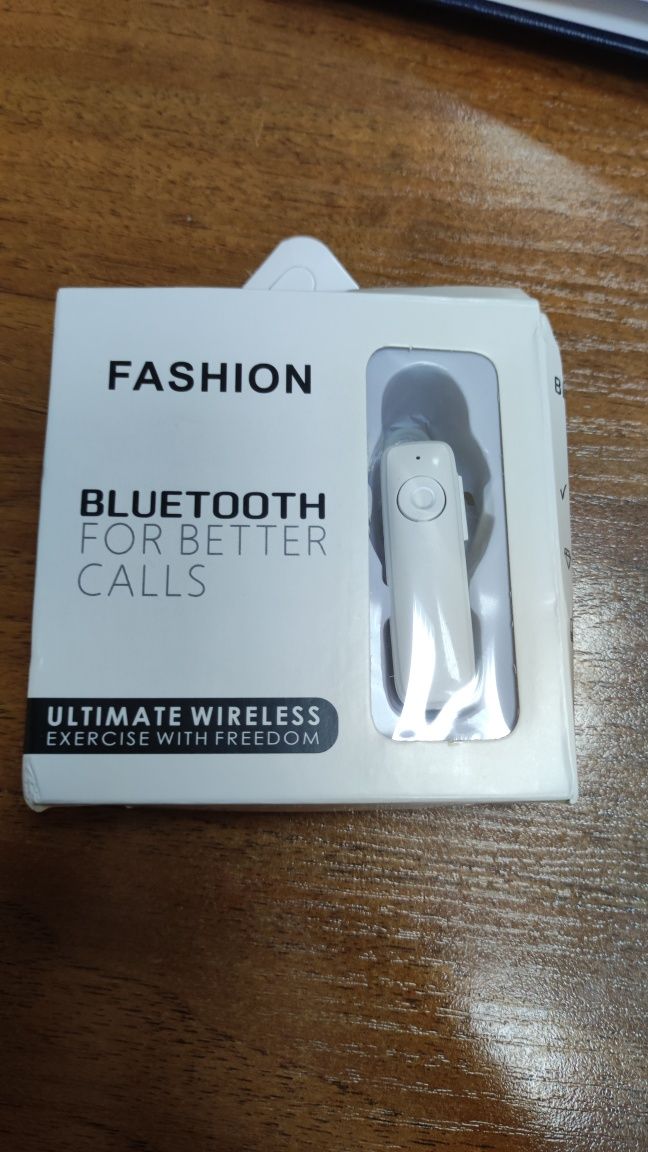 FASHION
BLUETOOTH
FOR BETTER
CALLS
ULTIMATE WIRELESS
EXERCISE WITH FREEDOM